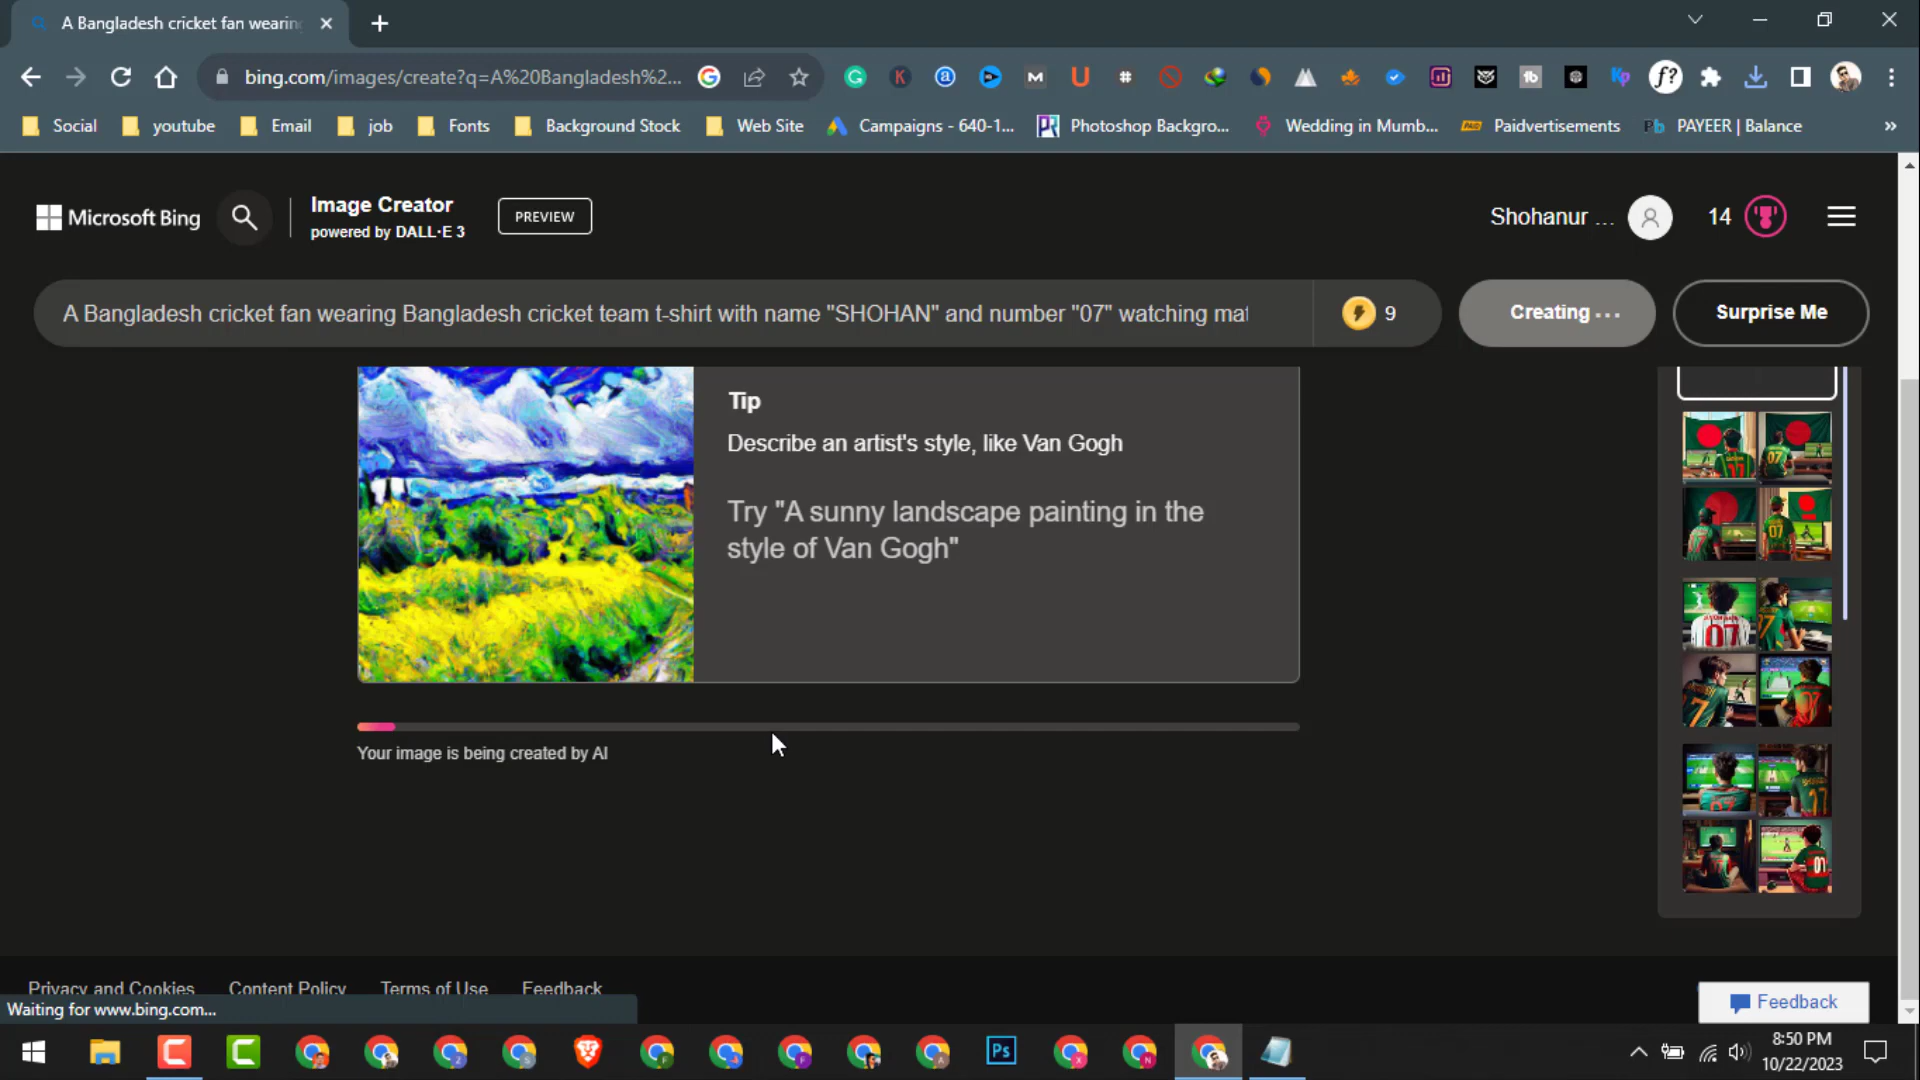 A Bangladesh cricket fan wearin
bing.com/images/create?q=A%20Bangladesh%2...
Social
youtube
Email
job
Fonts
Background Stock
Web Site
Campaigns - 640-1...
Photoshop Backgro...
Wedding in Mumb...
Paidvertisements
PAYEER | Balance
»
Microsoft Bing
Image Creator
powered by DALL·E 3
PREVIEW
Shohanur ...
14
A Bangladesh cricket fan wearing Bangladesh cricket team t-shirt with name "SHOHAN" and number "07" watching mat
9
Creating ...
Surprise Me
Tip
Describe an artist's style, like Van Gogh
Try "A sunny landscape painting in the
style of Van Gogh"
Your image is being created by AI
Privacy and Cookies
Content Policy
Terms of Use
Feedback
Waiting for www.bing.com...
Feedback
8:50 PM
10/22/2023